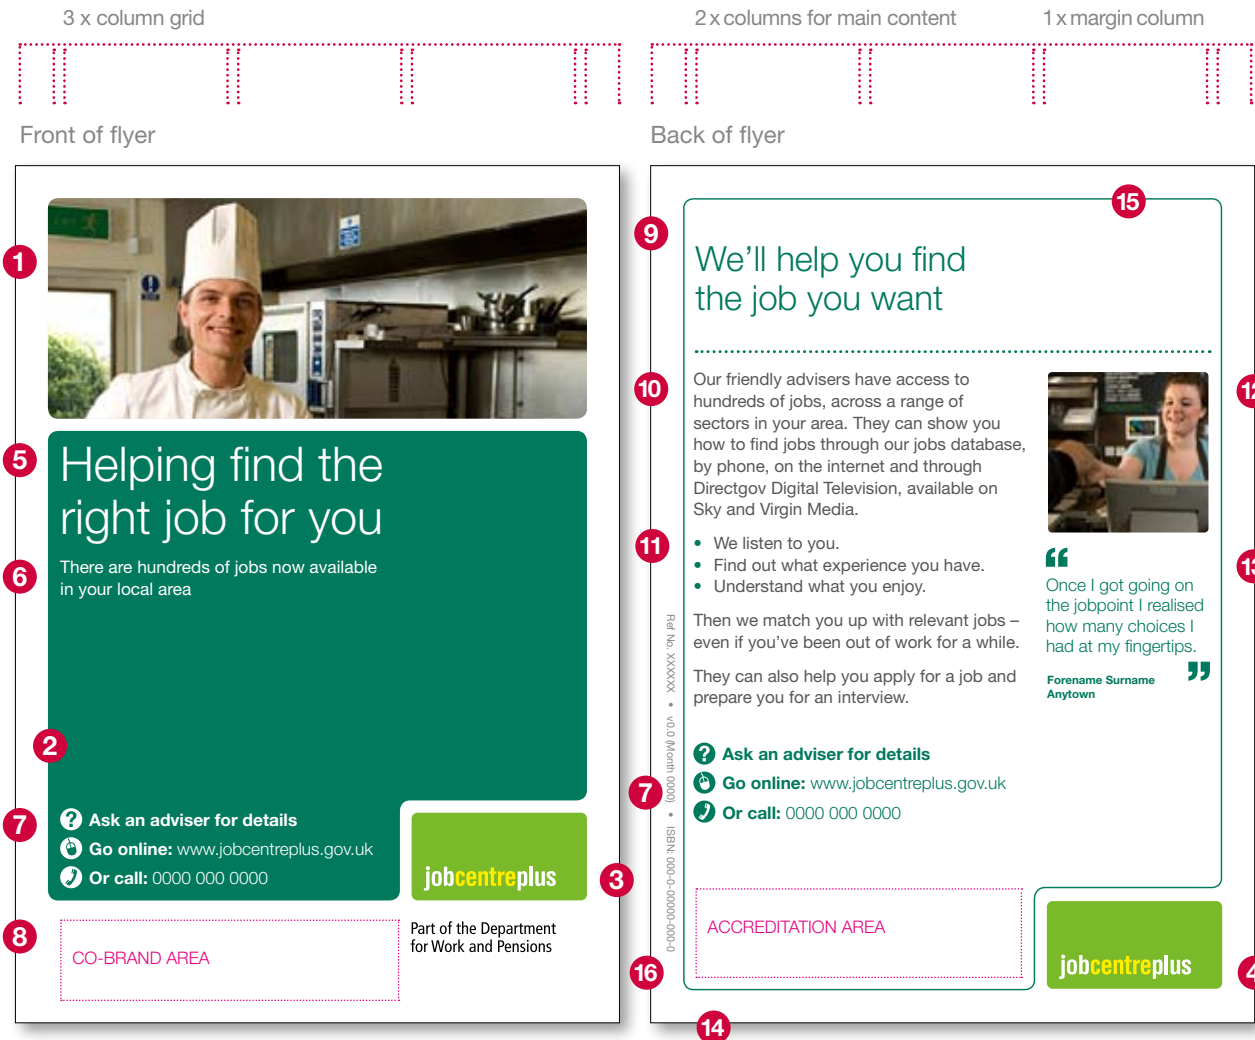 3 x column grid
2 x columns for main content
1 x margin column
Front of flyer
Back of flyer
1
5
Helping find the
right job for you
6
There are hundreds of jobs now available
in your local area
2
7
Ask an adviser for details
Go online: www.jobcentreplus.gov.uk
Or call: 0000 000 0000
jobcentreplus
3
8
CO-BRAND AREA
Part of the Department
for Work and Pensions
15
9
We’ll help you find
the job you want
10
Our friendly advisers have access to
hundreds of jobs, across a range of
sectors in your area. They can show you
how to find jobs through our jobs database,
by phone, on the internet and through
Directgov Digital Television, available on
Sky and Virgin Media.
12
11
• We listen to you.
• Find out what experience you have.
• Understand what you enjoy.
Then we match you up with relevant jobs –
even if you’ve been out of work for a while.
They can also help you apply for a job and
prepare you for an interview.
13
“
Once I got going on
the jobpoint I realised
how many choices I
had at my fingertips.
”
Forename Surname
Anytown
Ref No. XXXXXX • v0.0 (Month 0000) • ISBN: 000-0-00000-000-0
7
Ask an adviser for details
Go online: www.jobcentreplus.gov.uk
Or call: 0000 000 0000
ACCREDITATION AREA
jobcentreplus
16
4
14